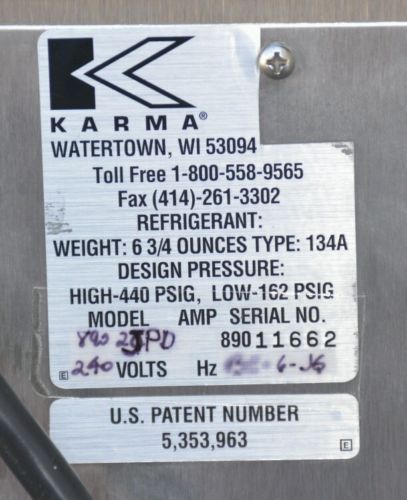 KARMA®
WATERTOWN, WI 53094
Toll Free 1-800-558-9565
Fax (414)-261-3302
REFRIGERANT:
WEIGHT: 6 3/4 OUNCES TYPE: 134A
DESIGN PRESSURE:
HIGH-440 PSIG, LOW-162 PSIG
MODEL AMP SERIAL NO.
89011662
E 240 VOLTS Hz
U.S. PATENT NUMBER
5,353,963 E